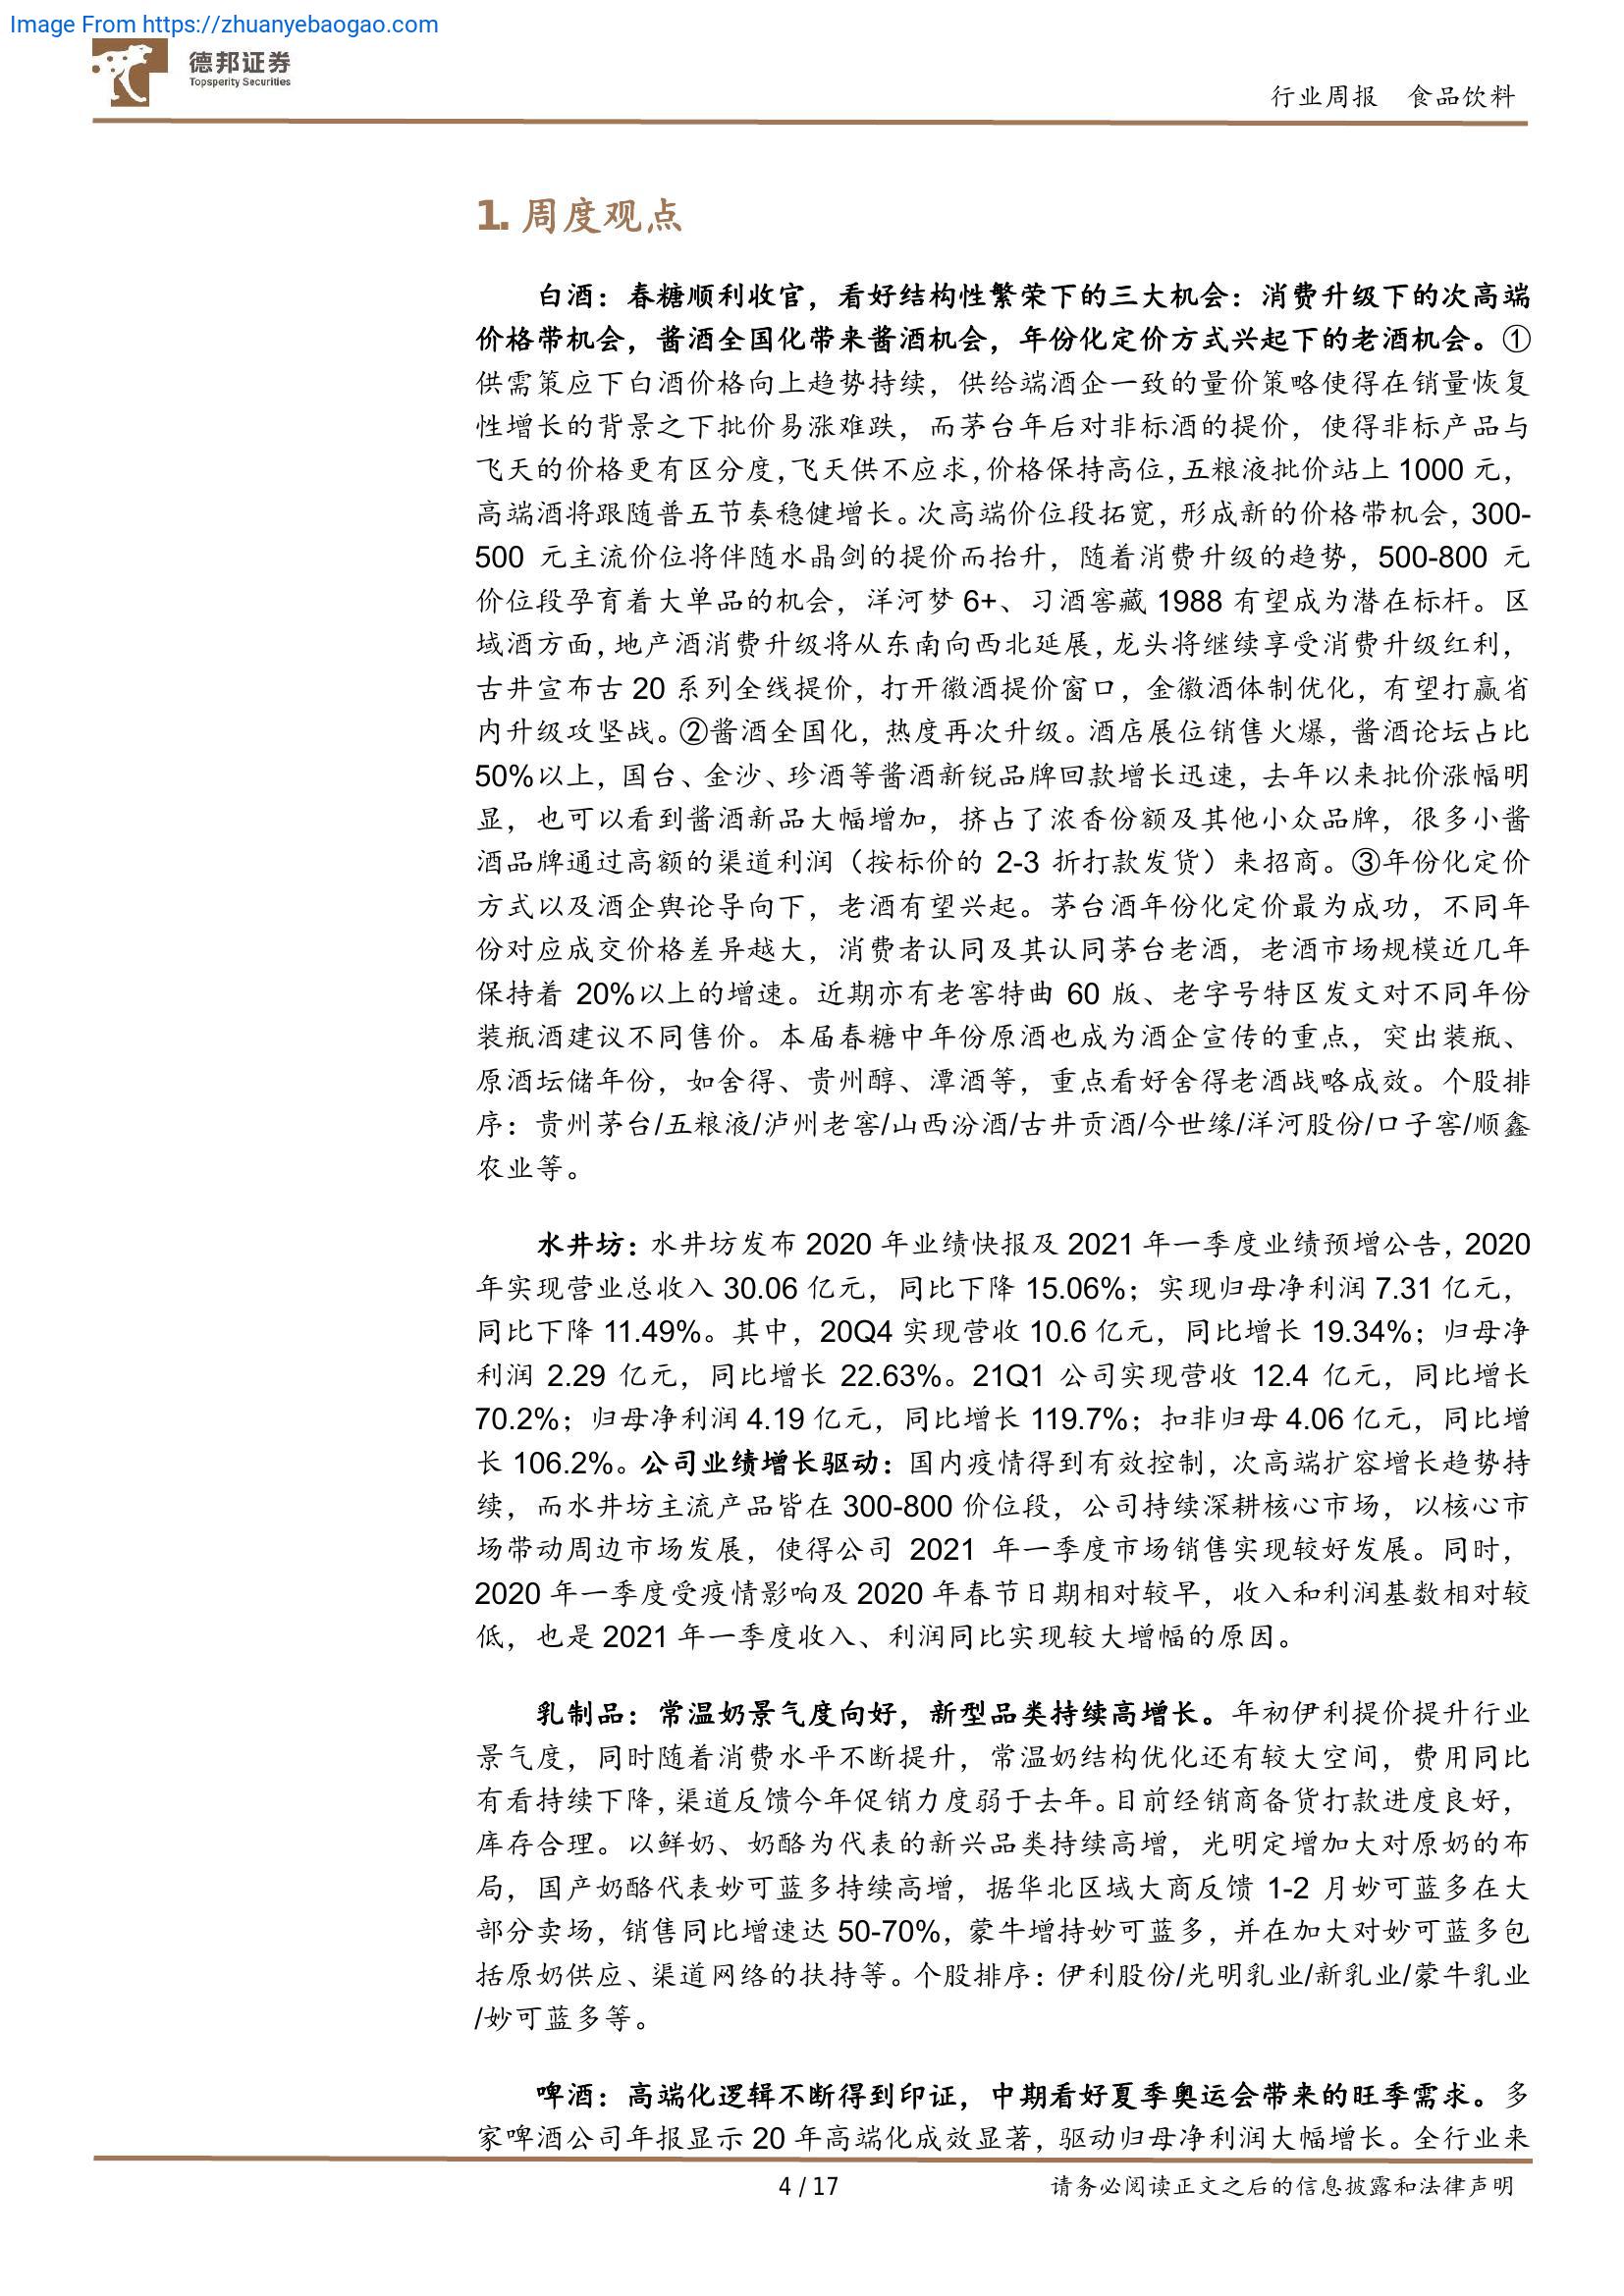 Image From https://zhuanyebaogao.com
德邦证券
Topsperity Securities
行业周报 食品饮料
1. 周度观点
白酒：春糖顺利收官，看好结构性繁荣下的三大机会：消费升级下的次高端
价格带机会，酱酒全国化带来酱酒机会，年份化定价方式兴起下的老酒机会。①
供需策应下白酒价格向上趋势持续，供给端酒企一致的量价策略使得在销量恢复
性增长的背景之下批价易涨难跌，而茅台年后对非标酒的提价，使得非标产品与
飞天的价格更有区分度，飞天供不应求，价格保持高位，五粮液批价站上 1000 元，
高端酒将跟随普五节奏稳健增长。次高端价位段拓宽，形成新的价格带机会，300-
500 元主流价位将伴随水晶剑的提价而抬升，随着消费升级的趋势，500-800 元
价位段孕育着大单品的机会，洋河梦 6+、习酒窖藏 1988 有望成为潜在标杆。区
域酒方面，地产酒消费升级将从东南向西北延展，龙头将继续享受消费升级红利，
古井宣布古 20 系列全线提价，打开徽酒提价窗口，金徽酒体制优化，有望打赢省
内升级攻坚战。②酱酒全国化，热度再次升级。酒店展位销售火爆，酱酒论坛占比
50%以上，国台、金沙、珍酒等酱酒新锐品牌回款增长迅速，去年以来批价涨幅明
显，也可以看到酱酒新品大幅增加，挤占了浓香份额及其他小众品牌，很多小酱
酒品牌通过高额的渠道利润（按标价的 2-3 折打款发货）来招商。③年份化定价
方式以及酒企舆论导向下，老酒有望兴起。茅台酒年份化定价最为成功，不同年
份对应成交价格差异越大，消费者认同及其认同茅台老酒，老酒市场规模近几年
保持着 20%以上的增速。近期亦有老窖特曲 60 版、老字号特区发文对不同年份
装瓶酒建议不同售价。本届春糖中年份原酒也成为酒企宣传的重点，突出装瓶、
原酒坛储年份，如舍得、贵州醇、潭酒等，重点看好舍得老酒战略成效。个股排
序：贵州茅台/五粮液/泸州老窖/山西汾酒/古井贡酒/今世缘/洋河股份/口子窖/顺鑫
农业等。
水井坊：水井坊发布 2020 年业绩快报及 2021 年一季度业绩预增公告，2020
年实现营业总收入 30.06 亿元，同比下降 15.06%；实现归母净利润 7.31 亿元，
同比下降 11.49%。其中，20Q4 实现营收 10.6 亿元，同比增长 19.34%；归母净
利润 2.29 亿元，同比增长 22.63%。21Q1 公司实现营收 12.4 亿元，同比增长
70.2%；归母净利润 4.19 亿元，同比增长 119.7%；扣非归母 4.06 亿元，同比增
长 106.2%。公司业绩增长驱动：国内疫情得到有效控制，次高端扩容增长趋势持
续，而水井坊主流产品皆在 300-800 价位段，公司持续深耕核心市场，以核心市
场带动周边市场发展，使得公司 2021 年一季度市场销售实现较好发展。同时，
2020 年一季度受疫情影响及 2020 年春节日期相对较早，收入和利润基数相对较
低，也是 2021 年一季度收入、利润同比实现较大增幅的原因。
乳制品：常温奶景气度向好，新型品类持续高增长。年初伊利提价提升行业
景气度，同时随着消费水平不断提升，常温奶结构优化还有较大空间，费用同比
有看持续下降，渠道反馈今年促销力度弱于去年。目前经销商备货打款进度良好，
库存合理。以鲜奶、奶酪为代表的新兴品类持续高增，光明定增加大对原奶的布
局，国产奶酪代表妙可蓝多持续高增，据华北区域大商反馈 1-2 月妙可蓝多在大
部分卖场，销售同比增速达 50-70%，蒙牛增持妙可蓝多，并在加大对妙可蓝多包
括原奶供应、渠道网络的扶持等。个股排序：伊利股份/光明乳业/新乳业/蒙牛乳业
/妙可蓝多等。
啤酒：高端化逻辑不断得到印证，中期看好夏季奥运会带来的旺季需求。多
家啤酒公司年报显示 20 年高端化成效显著，驱动归母净利润大幅增长。全行业来
4 / 17
请务必阅读正文之后的信息披露和法律声明